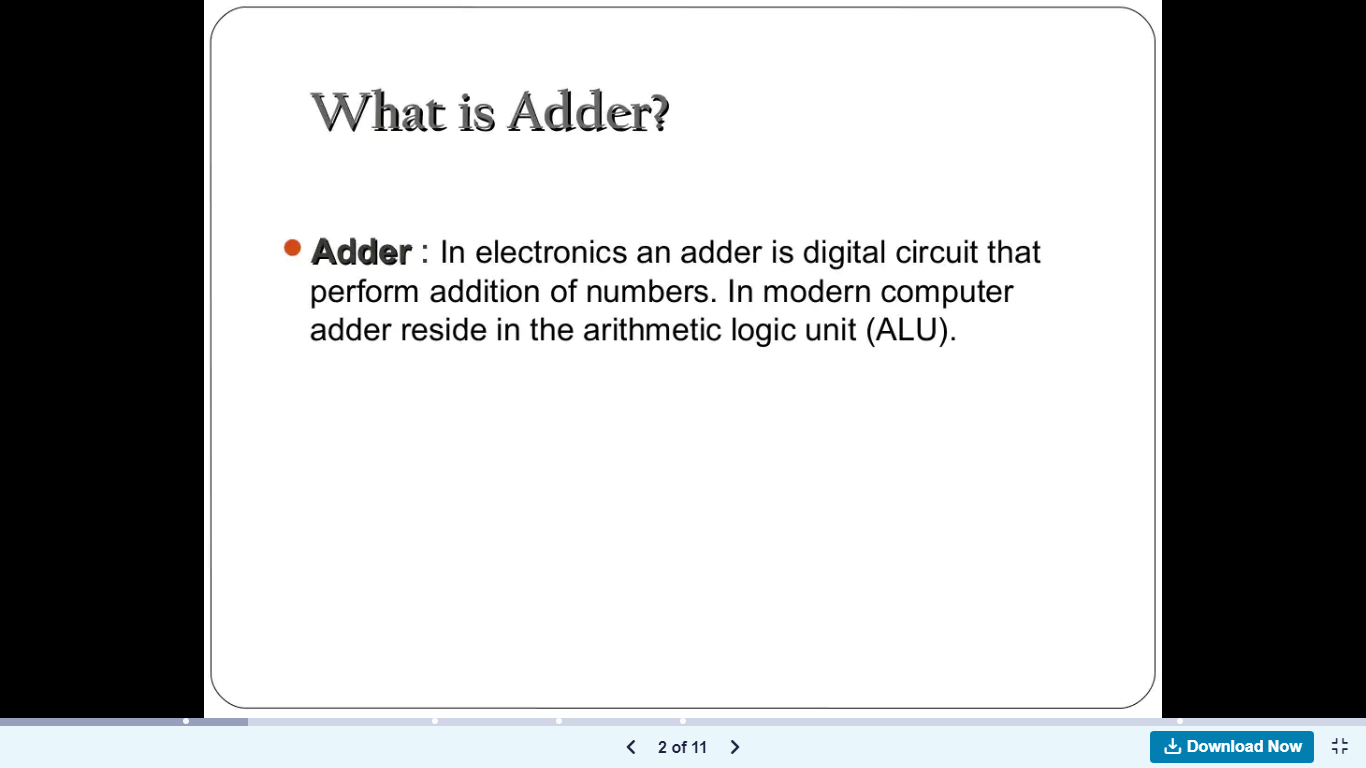 What is Adder?
Adder : In electronics an adder is digital circuit that
perform addition of numbers. In modern computer
adder reside in the arithmetic logic unit (ALU).
2 of 11
Download Now